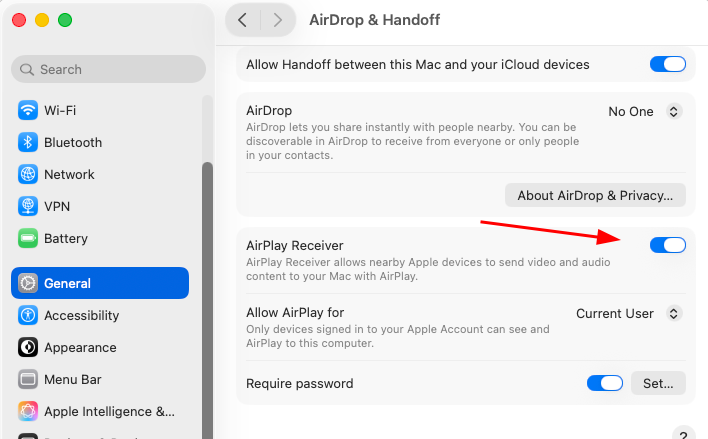 AirDrop & Handoff
Search
Wi-Fi
Bluetooth
Network
VPN
Battery
General
Accessibility
Appearance
Menu Bar
Apple Intelligence &...
Allow Handoff between this Mac and your iCloud devices
AirDrop
No One
AirDrop lets you share instantly with people nearby. You can be
discoverable in AirDrop to receive from everyone or only people
in your contacts.
About AirDrop & Privacy...
AirPlay Receiver
AirPlay Receiver allows nearby Apple devices to send video and audio
content to your Mac with AirPlay.
Allow AirPlay for
Current User
Only devices signed in to your Apple Account can see and
AirPlay to this computer.
Require password
Set...
?